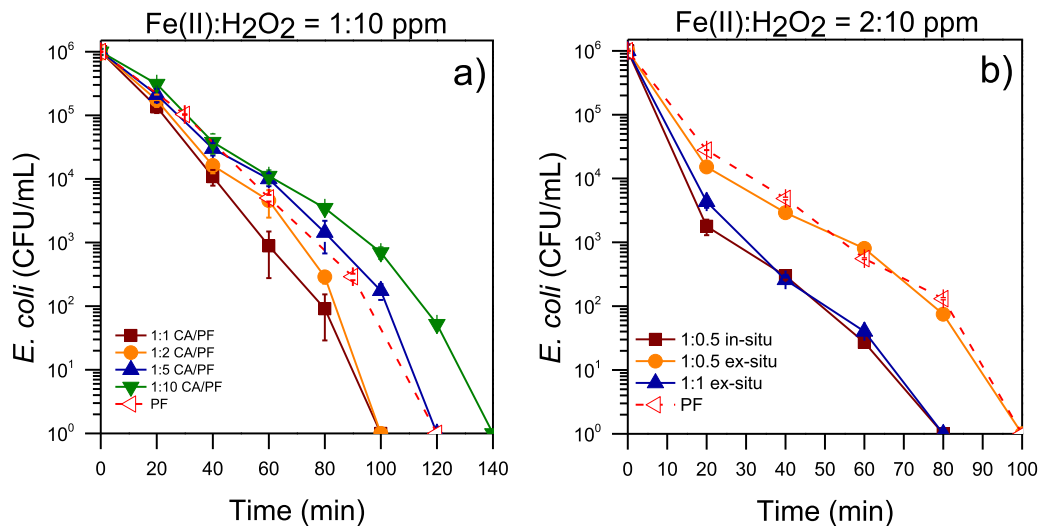 Fe(II):H2O2 = 1:10 ppm
a)
10^6
10^5
10^4
10^3
10^2
10^1
10^0
E. coli (CFU/mL)
1:1 CA/PF
1:2 CA/PF
1:5 CA/PF
1:10 CA/PF
PF
0 20 40 60 80 100 120 140
Time (min)
Fe(II):H2O2 = 2:10 ppm
b)
10^6
10^5
10^4
10^3
10^2
10^1
10^0
E. coli (CFU/mL)
1:0.5 in-situ
1:0.5 ex-situ
1:1 ex-situ
PF
0 10 20 30 40 50 60 70 80 90 100
Time (min)